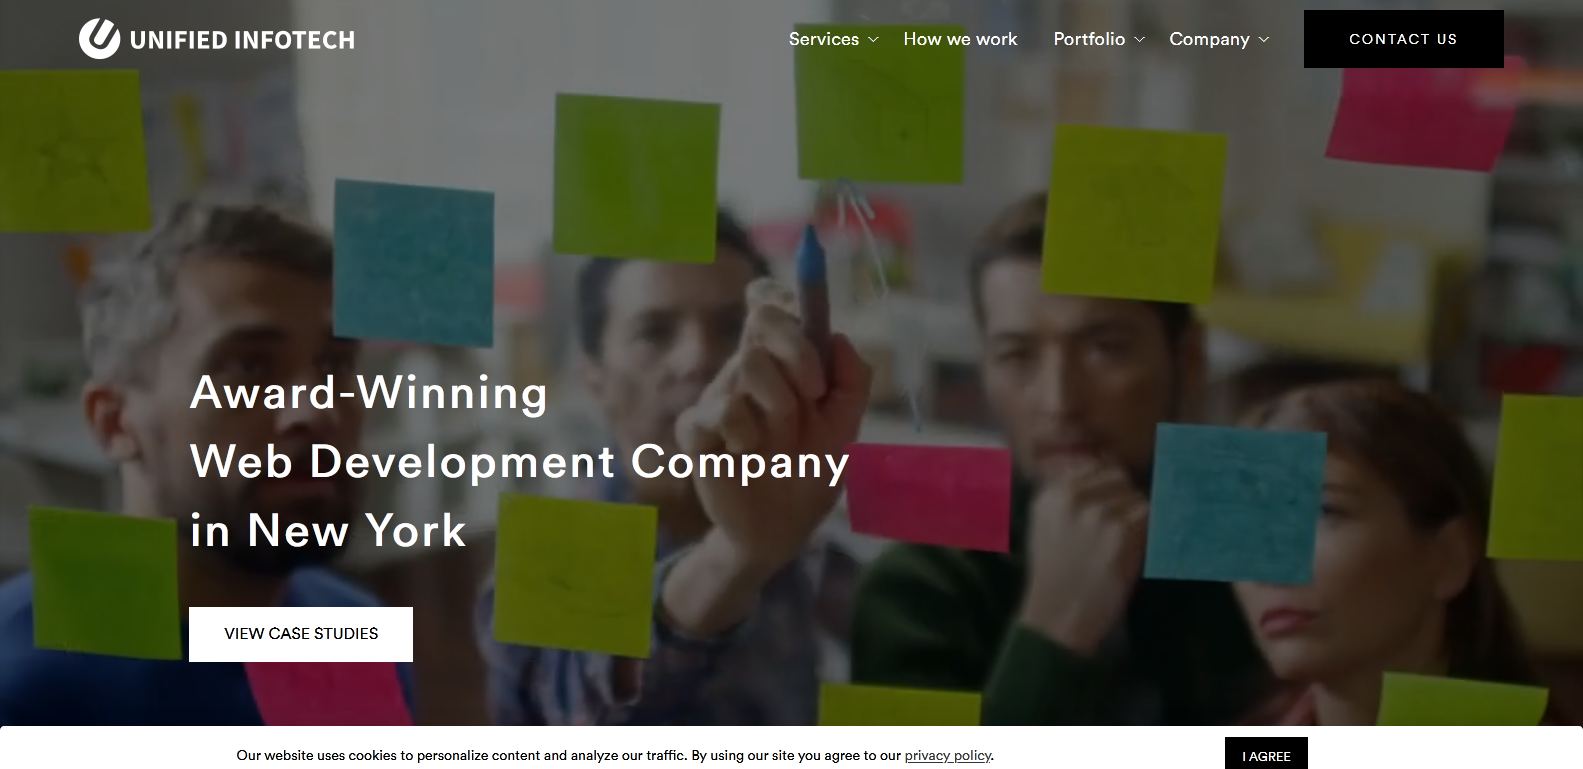 UNIFIED INFOTECH
Services
How we work
Portfolio
Company
CONTACT US
Award-Winning
Web Development Company
in New York
VIEW CASE STUDIES
Our website uses cookies to personalize content and analyze our traffic. By using our site you agree to our privacy policy.
I AGREE